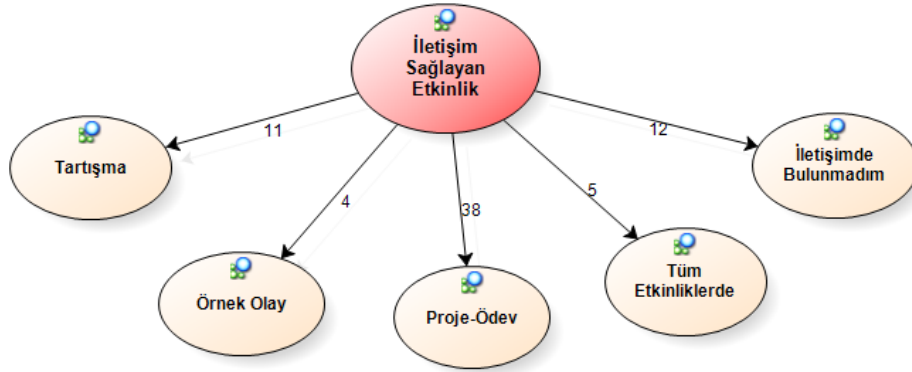 İletişim
Sağlayan
Etkinlik
11
12
Tartışma
İletişimde
Bulunmadım
4
38
5
Örnek Olay
Proje-Ödev
Tüm
Etkinliklerde